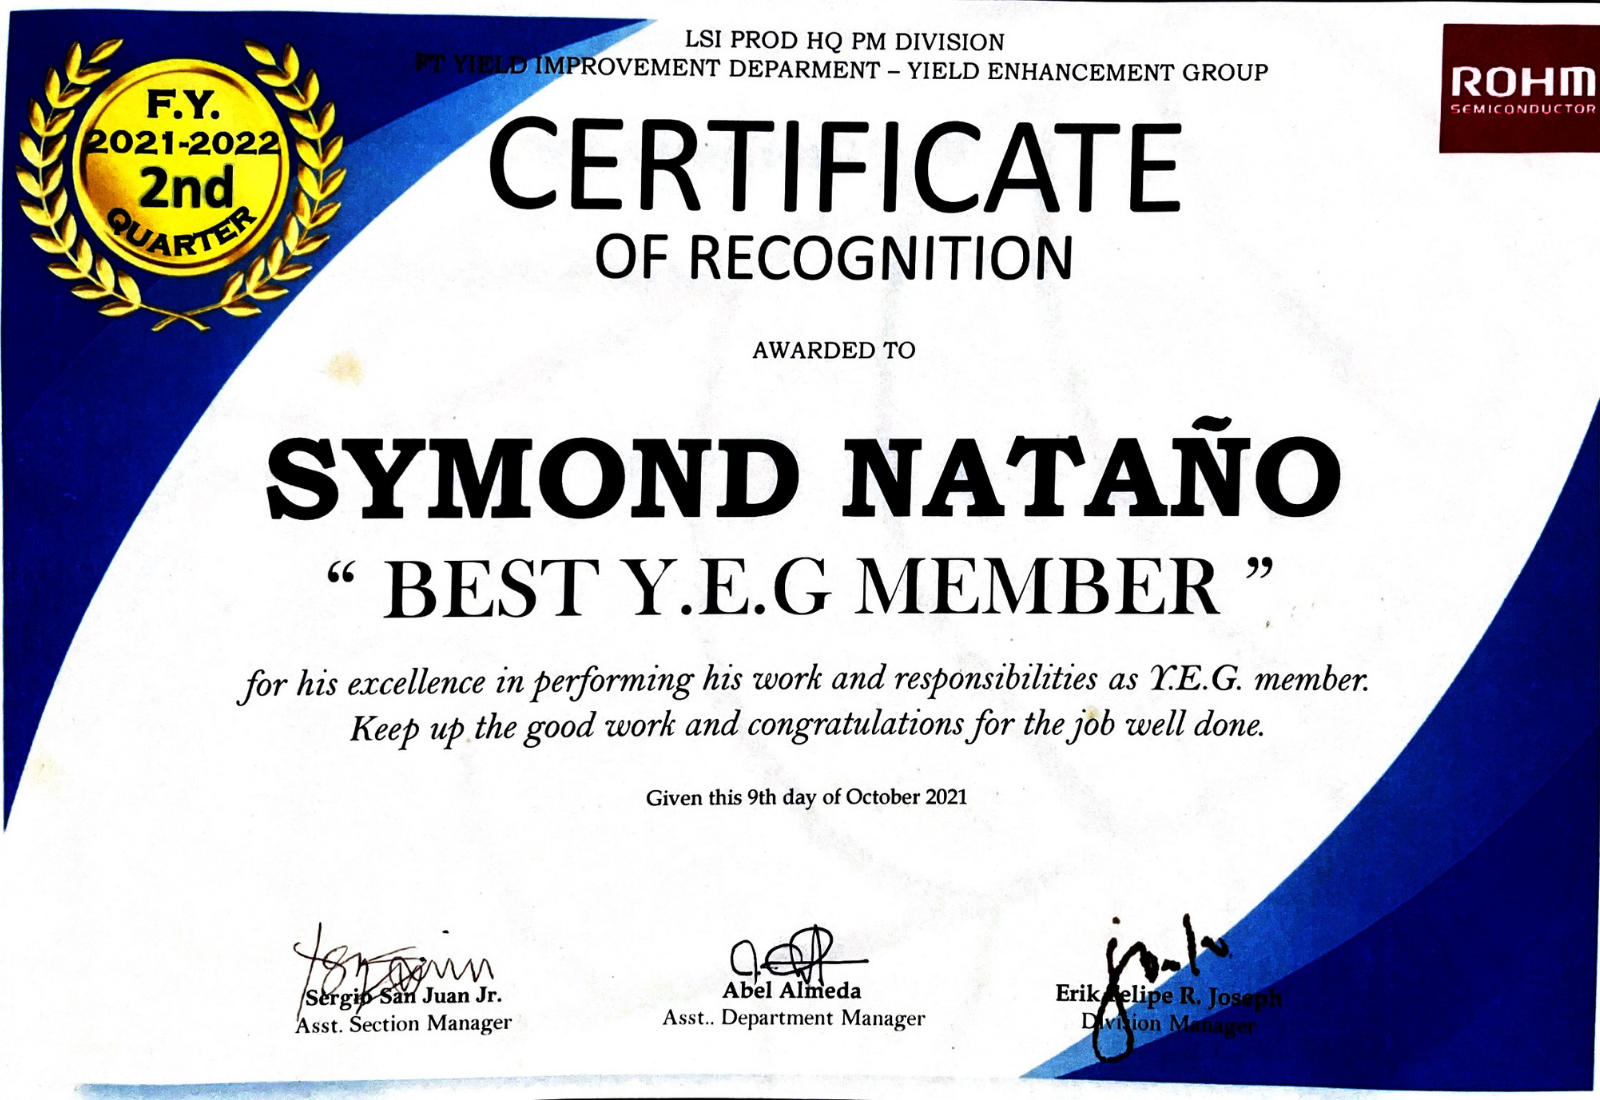 LSI PROD HQ PM DIVISION
PT YIELD IMPROVEMENT DEPARMENT – YIELD ENHANCEMENT GROUP
ROHM
SEMICONDUCTOR
F.Y.
2021-2022
2nd
QUARTER
CERTIFICATE
OF RECOGNITION
AWARDED TO
SYMOND NATAÑO
“ BEST Y.E.G MEMBER ”
for his excellence in performing his work and responsibilities as Y.E.G. member.
Keep up the good work and congratulations for the job well done.
Given this 9th day of October 2021
Sergio San Juan Jr.
Asst. Section Manager
Abel Almeda
Asst.. Department Manager
Erik Felipe R. Joseph
Division Manager